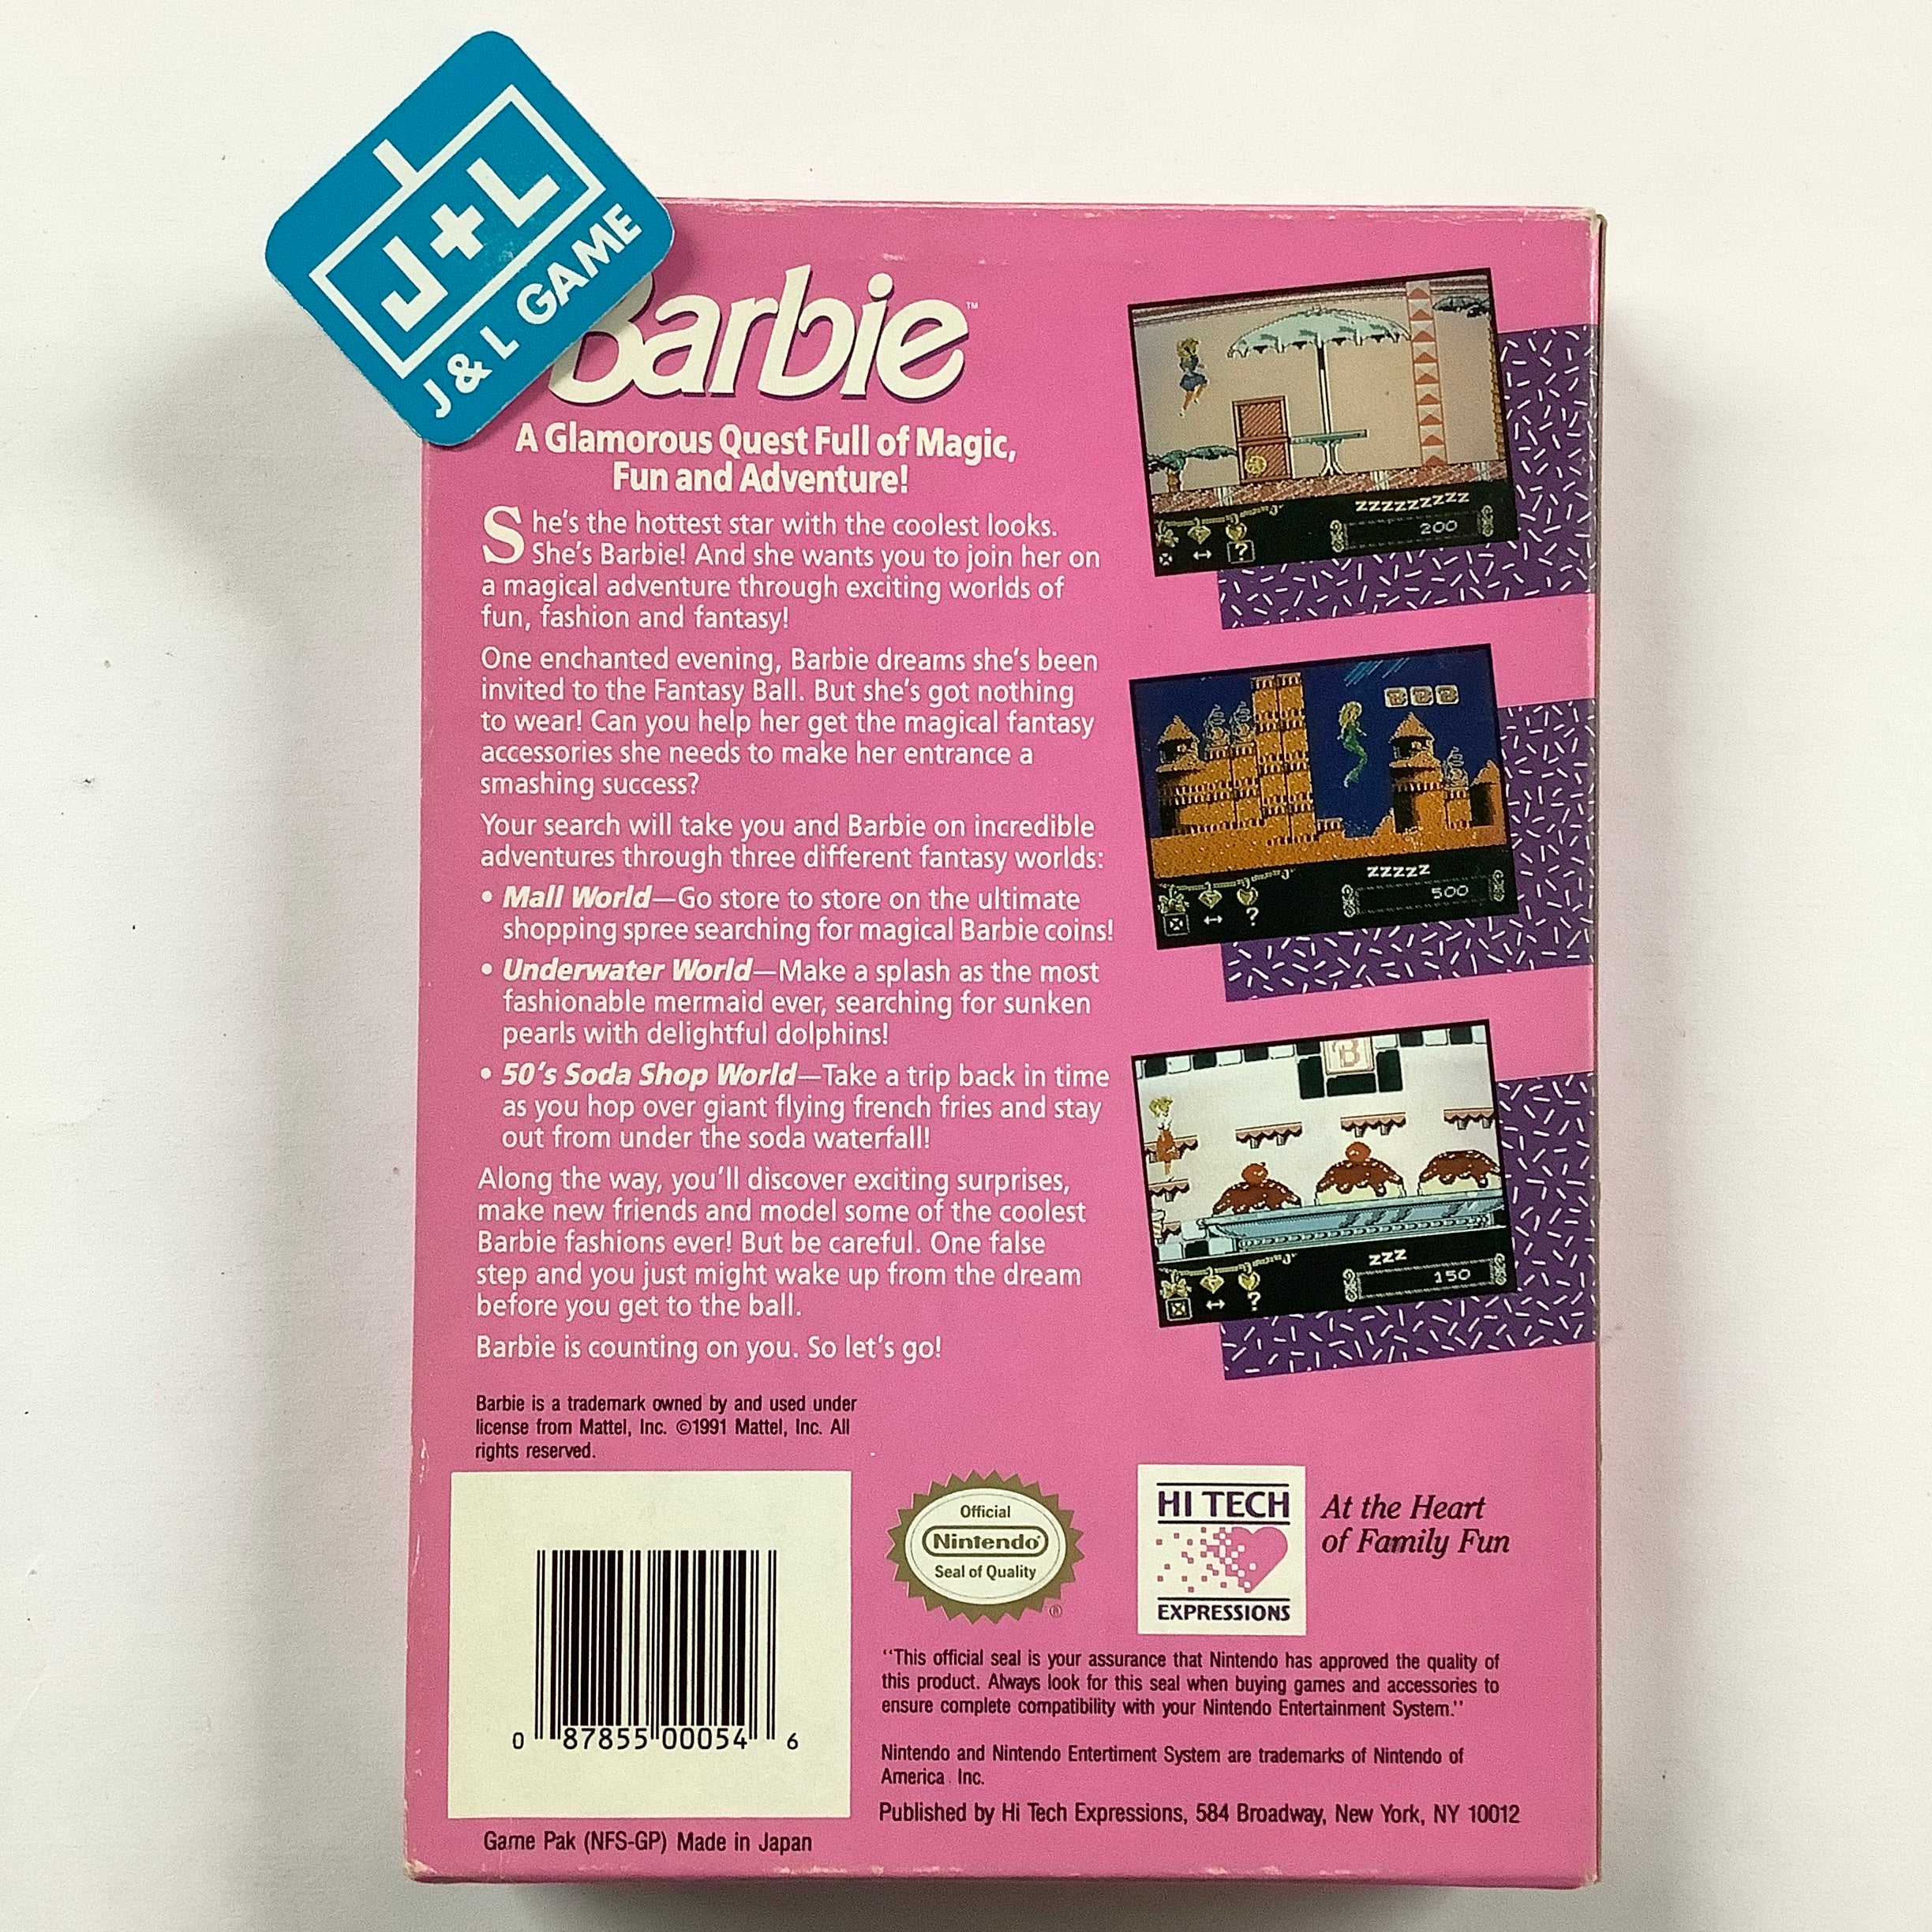 J+L
J & L GAME
Barbie™
A Glamorous Quest Full of Magic,
Fun and Adventure!
She's the hottest star with the coolest looks.
She's Barbie! And she wants you to join her on
a magical adventure through exciting worlds of
fun, fashion and fantasy!
One enchanted evening, Barbie dreams she's been
invited to the Fantasy Ball. But she's got nothing
to wear! Can you help her get the magical fantasy
accessories she needs to make her entrance a
smashing success?
Your search will take you and Barbie on incredible
adventures through three different fantasy worlds:
• Mall World—Go store to store on the ultimate
shopping spree searching for magical Barbie coins!
• Underwater World—Make a splash as the most
fashionable mermaid ever, searching for sunken
pearls with delightful dolphins!
• 50's Soda Shop World—Take a trip back in time
as you hop over giant flying french fries and stay
out from under the soda waterfall!
Along the way, you'll discover exciting surprises,
make new friends and model some of the coolest
Barbie fashions ever! But be careful. One false
step and you just might wake up from the dream
before you get to the ball.
Barbie is counting on you. So let's go!
zzzzzzzzz
200
?
BBB
zzzzz
500
?
B
zzz
150
?
Barbie is a trademark owned by and used under
license from Mattel, Inc. ©1991 Mattel, Inc. All
rights reserved.
0 87855 00054 6
Game Pak (NFS-GP) Made in Japan
Official
Nintendo®
Seal of Quality
®
HI TECH
EXPRESSIONS
At the Heart
of Family Fun
"This official seal is your assurance that Nintendo has approved the quality of
this product. Always look for this seal when buying games and accessories to
ensure complete compatibility with your Nintendo Entertainment System."
Nintendo and Nintendo Entertiment System are trademarks of Nintendo of
America Inc.
Published by Hi Tech Expressions, 584 Broadway, New York, NY 10012